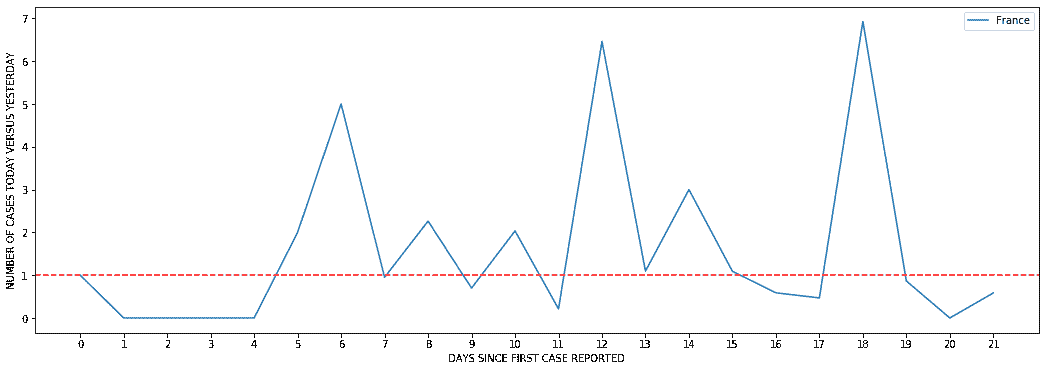 7
6
5
4
3
2
1
0
NUMBER OF CASES TODAY VERSUS YESTERDAY
France
0 1 2 3 4 5 6 7 8 9 10 11 12 13 14 15 16 17 18 19 20 21
DAYS SINCE FIRST CASE REPORTED